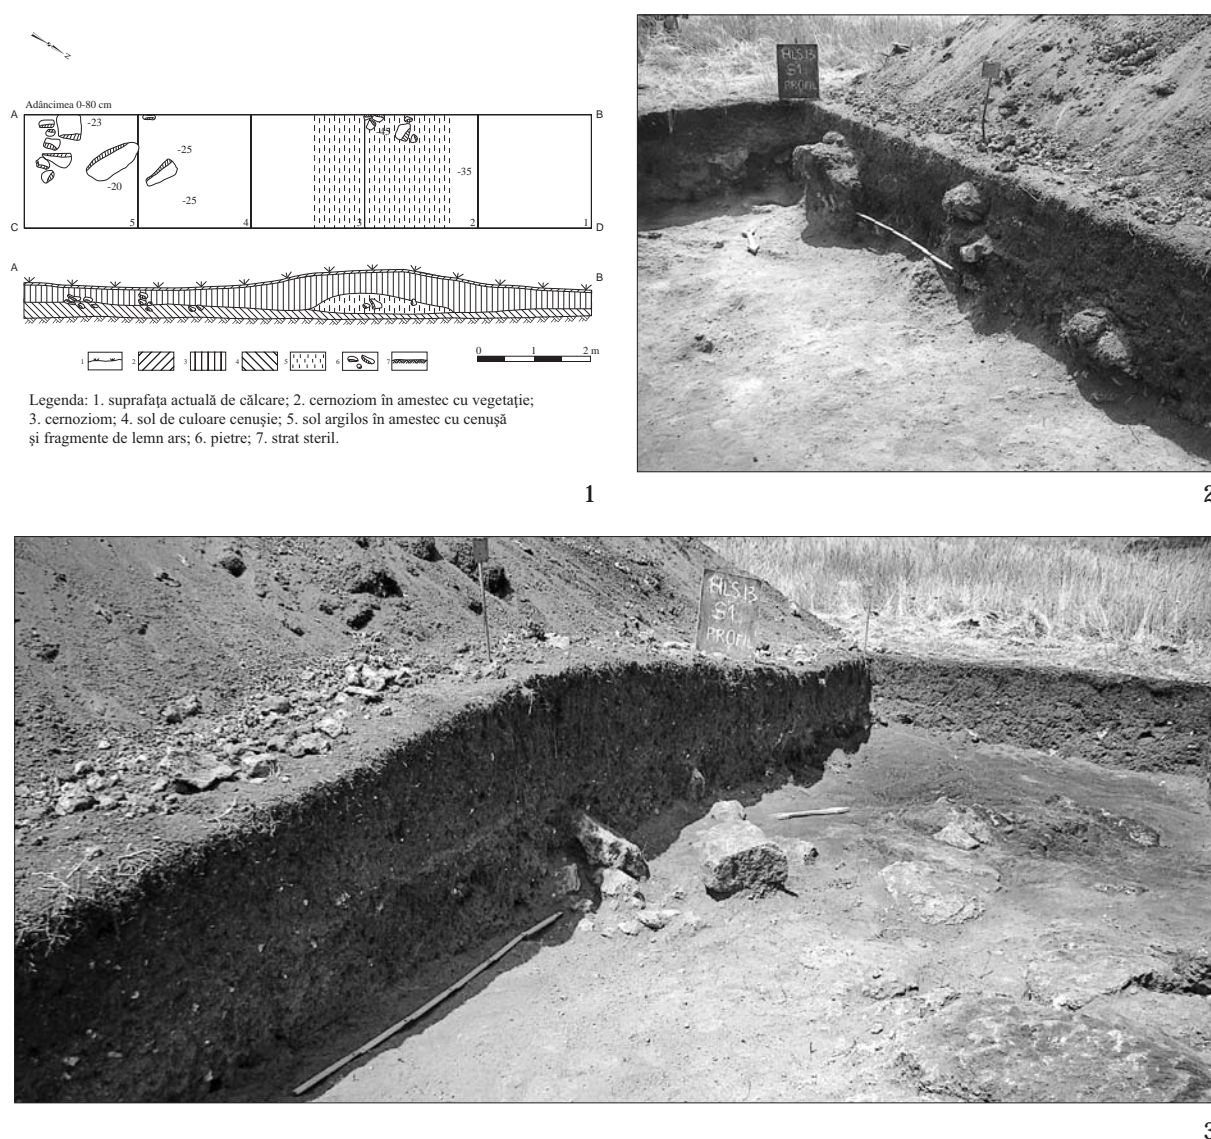 N
Adâncimea 0-80 cm
A
B
-23
-45
-25
-35
-20
-25
5
4
3
2
1
C
D
A
B
1
2
3
4
5
6
7
0 1 2 m
Legenda: 1. suprafața actuală de călcare; 2. cernoziom în amestec cu vegetație;
3. cernoziom; 4. sol de culoare cenușie; 5. sol argilos în amestec cu cenușă
și fragmente de lemn ars; 6. pietre; 7. strat steril.
1
HLS13
S1
PROFIL
2
HLS13
S1
PROFIL
3